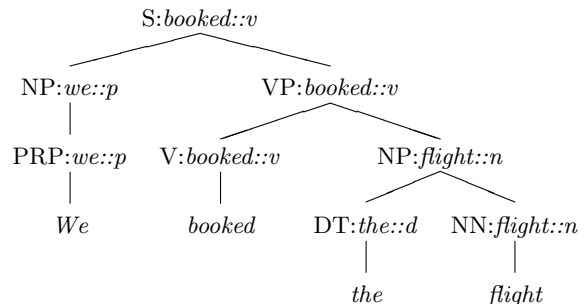 S:booked::v
NP:we::p VP:booked::v
PRP:we::p V:booked::v NP:flight::n
We booked DT:the::d NN:flight::n
the flight